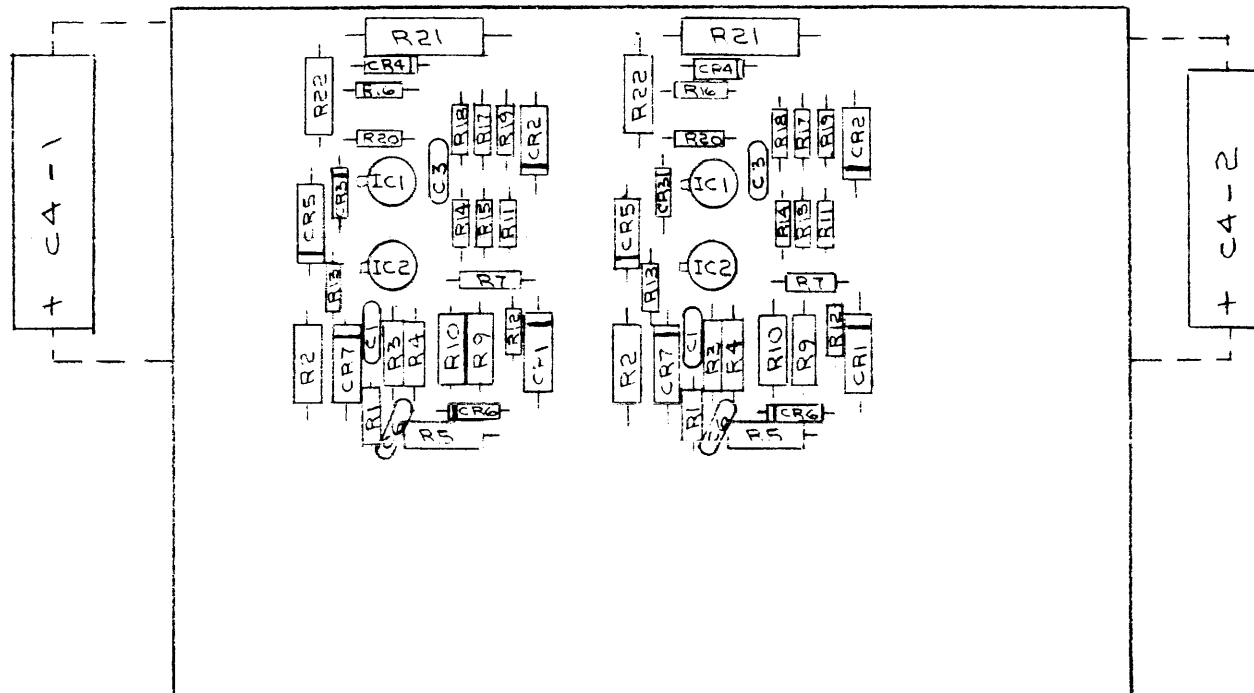 R21
CR4
R16
R22
R20
R18
R17
R19
CR2
C3
IC1
CR3
CR5
R14
R15
R11
IC2
R13
R7
C1
R3
R4
R10
R9
R12
CR1
R2
CR7
R1
CR6
R5
C4-1
+
R21
CR4
R16
R22
R20
R18
R17
R19
CR2
C3
IC1
CR3
CR5
R14
R15
R11
IC2
R13
R7
C1
R4
R10
R9
R12
CR1
R2
CR7
R1
CR6
R5
C4-2
+